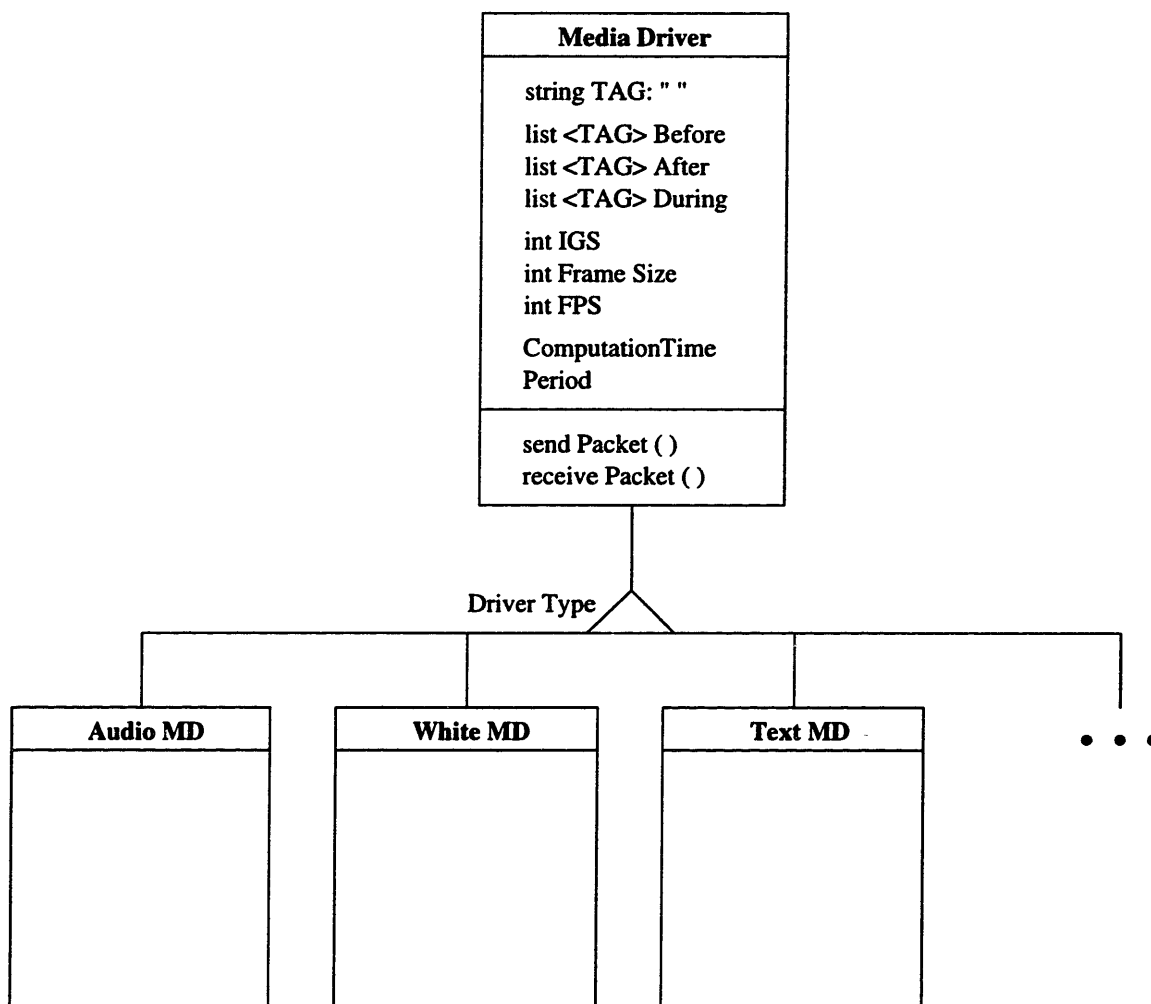 Media Driver
string TAG: " "
list <TAG> Before
list <TAG> After
list <TAG> During
int IGS
int Frame Size
int FPS
ComputationTime
Period
send Packet ( )
receive Packet ( )
Driver Type
Audio MD
White MD
Text MD
• • •